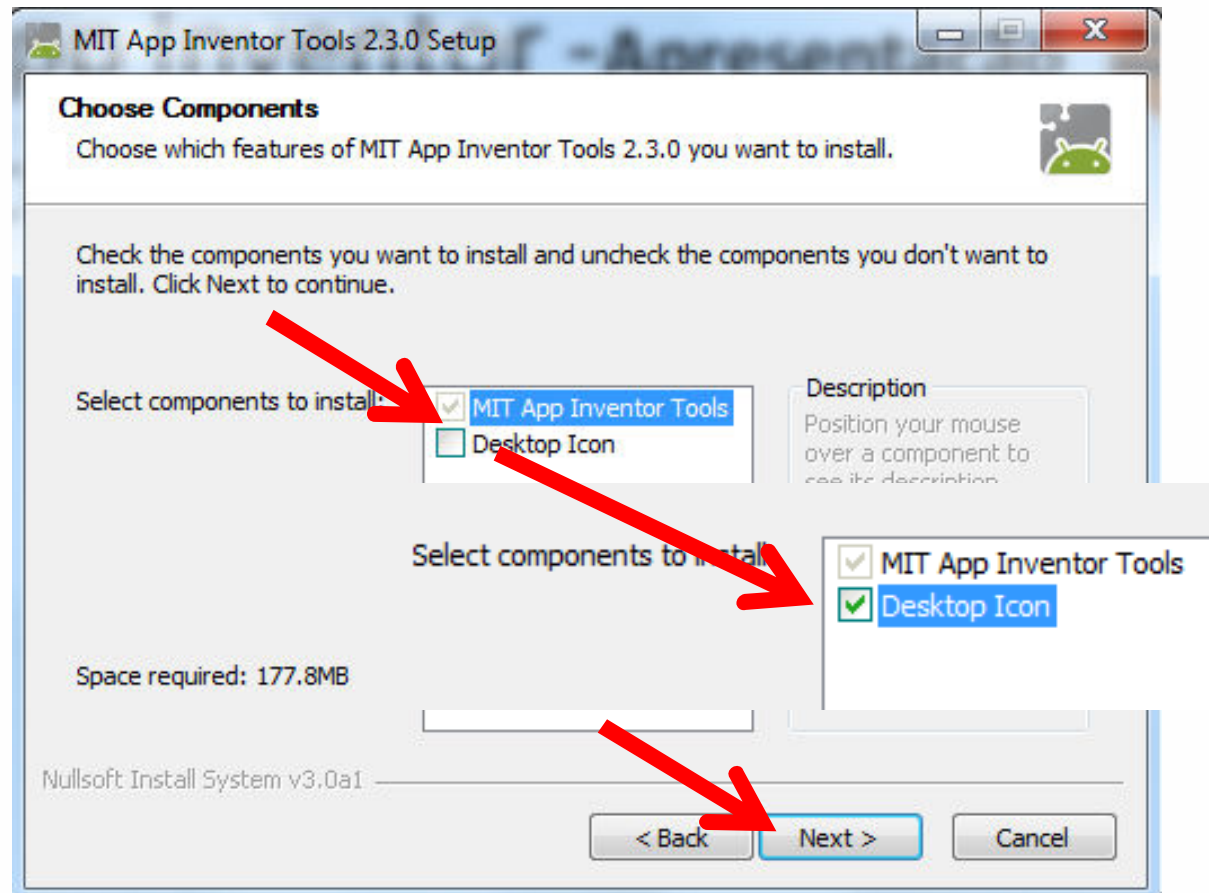 MIT App Inventor Tools 2.3.0 Setup
Choose Components
Choose which features of MIT App Inventor Tools 2.3.0 you want to install.
Check the components you want to install and uncheck the components you don't want to
install. Click Next to continue.
Select components to install:
MIT App Inventor Tools
Desktop Icon
Description
Position your mouse
over a component to
see its description
Select components to install
MIT App Inventor Tools
Desktop Icon
Space required: 177.8MB
Nullsoft Install System v3.0a1
< Back
Next >
Cancel